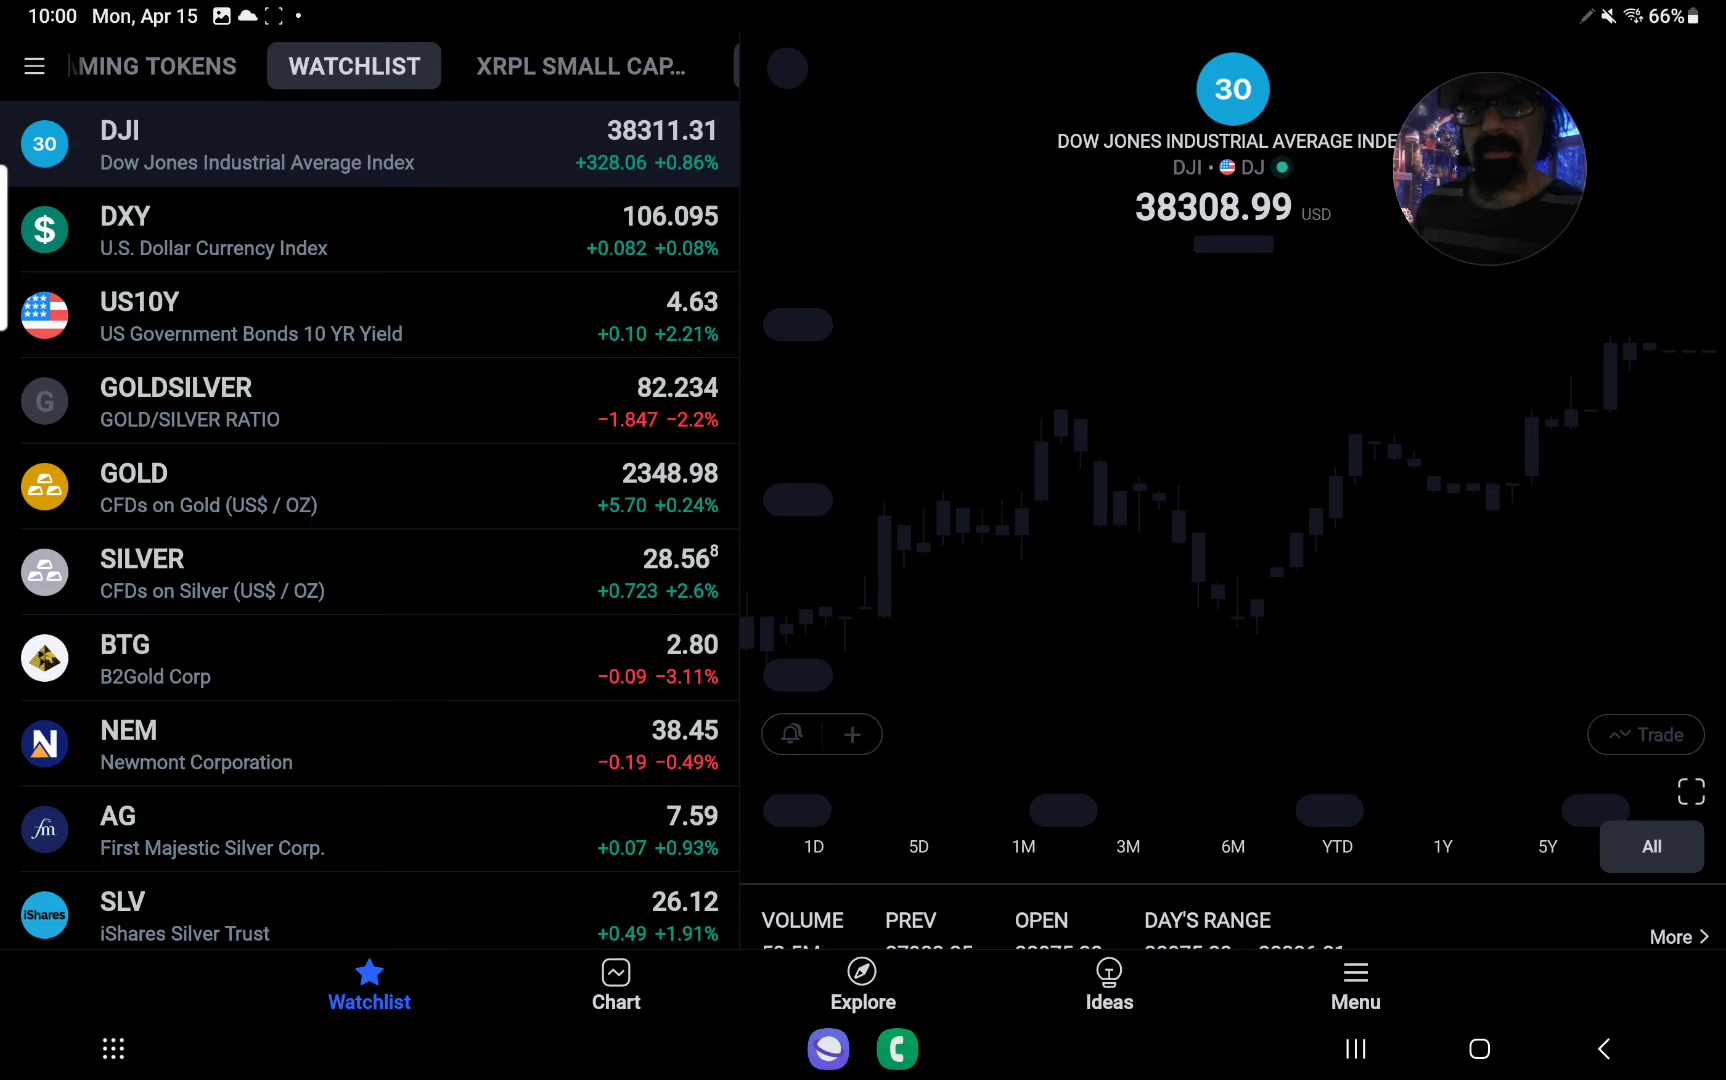 10:00 Mon, Apr 15
66%
MING TOKENS
WATCHLIST
XRPL SMALL CAP...
30
DJI
38311.31
Dow Jones Industrial Average Index
+328.06 +0.86%
$
DXY
106.095
U.S. Dollar Currency Index
+0.082 +0.08%
US10Y
4.63
US Government Bonds 10 YR Yield
+0.10 +2.21%
G
GOLDSILVER
82.234
GOLD/SILVER RATIO
−1.847 −2.2%
GOLD
2348.98
CFDs on Gold (US$ / OZ)
+5.70 +0.24%
SILVER
28.568
CFDs on Silver (US$ / OZ)
+0.723 +2.6%
BTG
2.80
B2Gold Corp
−0.09 −3.11%
N
NEM
38.45
Newmont Corporation
−0.19 −0.49%
fm
AG
7.59
First Majestic Silver Corp.
+0.07 +0.93%
iShares
SLV
26.12
iShares Silver Trust
+0.49 +1.91%
30
DOW JONES INDUSTRIAL AVERAGE INDE
DJI • DJ
38308.99 USD
Trade
1D 5D 1M 3M 6M YTD 1Y 5Y All
VOLUME PREV OPEN DAY'S RANGE
More
Watchlist Chart Explore Ideas Menu